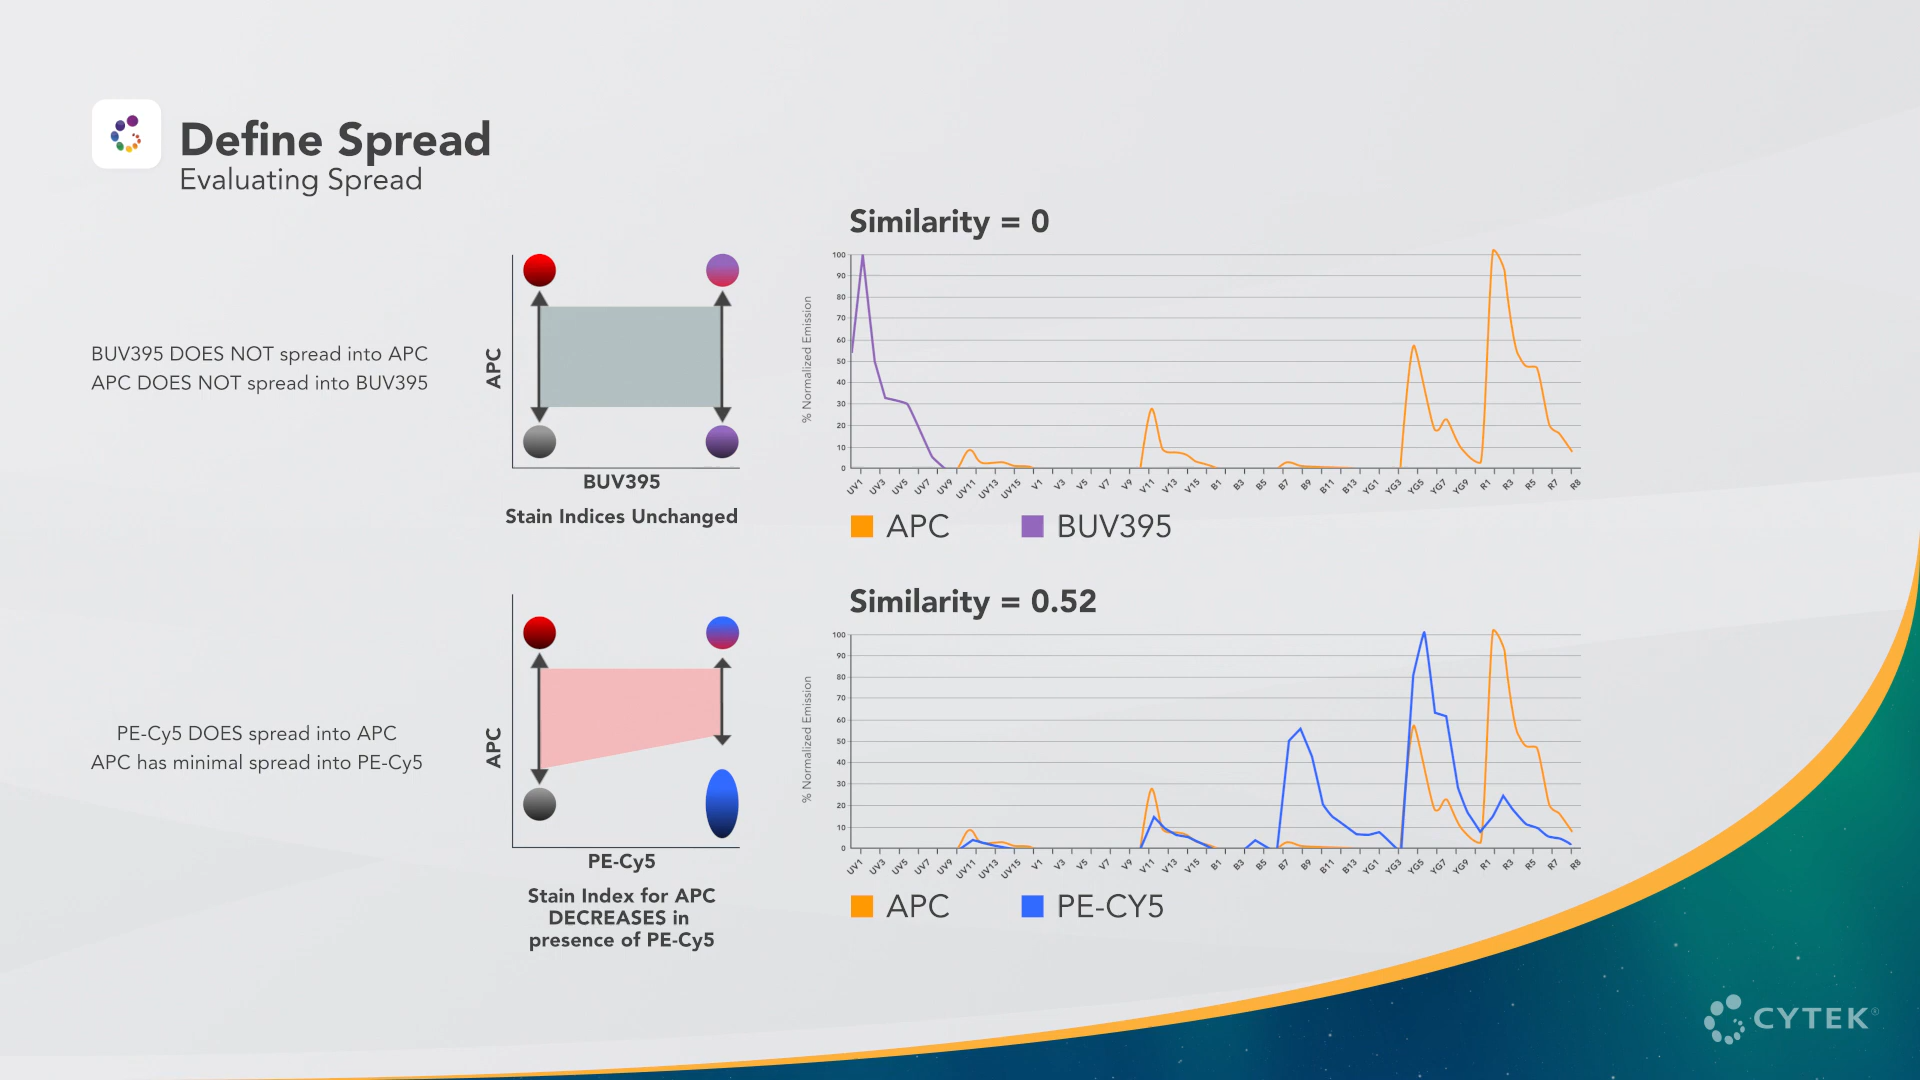 Define Spread
Evaluating Spread
BUV395 DOES NOT spread into APC
APC DOES NOT spread into BUV395
APC
BUV395
Stain Indices Unchanged
Similarity = 0
% Normalized Emission
100
90
80
70
60
50
40
30
20
10
0
UV1 UV3 UV5 UV7 UV9 UV11 UV13 UV15 V1 V3 V5 V7 V9 V11 V13 V15 B1 B3 B5 B7 B9 B11 B13 YG1 YG3 YG5 YG7 YG9 R1 R3 R5 R7 R8
APC BUV395
PE-Cy5 DOES spread into APC
APC has minimal spread into PE-Cy5
APC
PE-Cy5
Stain Index for APC
DECREASES in
presence of PE-Cy5
Similarity = 0.52
% Normalized Emission
100
90
80
70
60
50
40
30
20
10
0
UV1 UV3 UV5 UV7 UV9 UV11 UV13 UV15 V1 V3 V5 V7 V9 V11 V13 V15 B1 B3 B5 B7 B9 B11 B13 YG1 YG3 YG5 YG7 YG9 R1 R3 R5 R7 R8
APC PE-CY5
CYTEK®